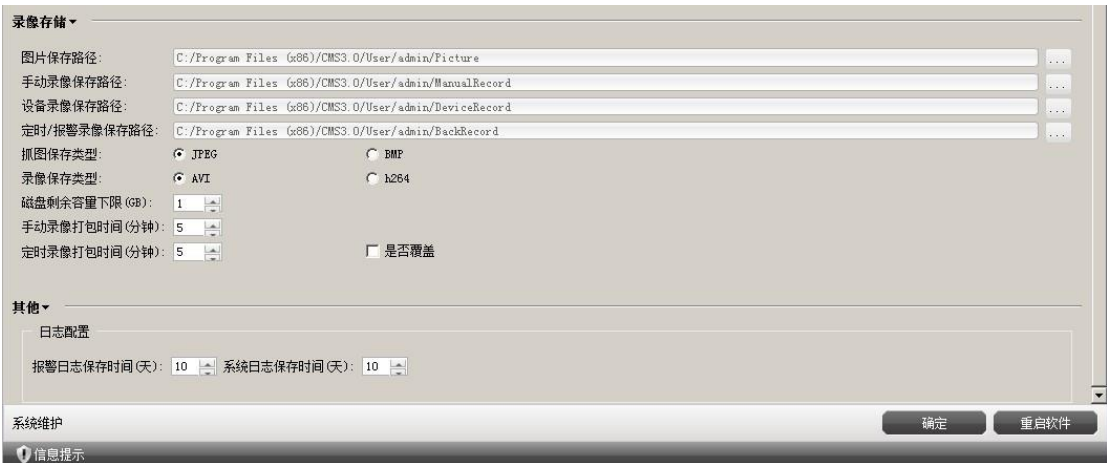 录像存储
图片保存路径: C:/Program Files (x86)/CMS3.0/User/admin/Picture ...
手动录像保存路径: C:/Program Files (x86)/CMS3.0/User/admin/ManualRecord ...
设备录像保存路径: C:/Program Files (x86)/CMS3.0/User/admin/DeviceRecord ...
定时/报警录像保存路径: C:/Program Files (x86)/CMS3.0/User/admin/BackRecord ...
抓图保存类型: JPEG BMP
录像保存类型: AVI h264
磁盘剩余容量下限(GB): 1
手动录像打包时间(分钟): 5
定时录像打包时间(分钟): 5 是否覆盖
其他
日志配置
报警日志保存时间(天): 10 系统日志保存时间(天): 10
系统维护 确定 重启软件
信息提示